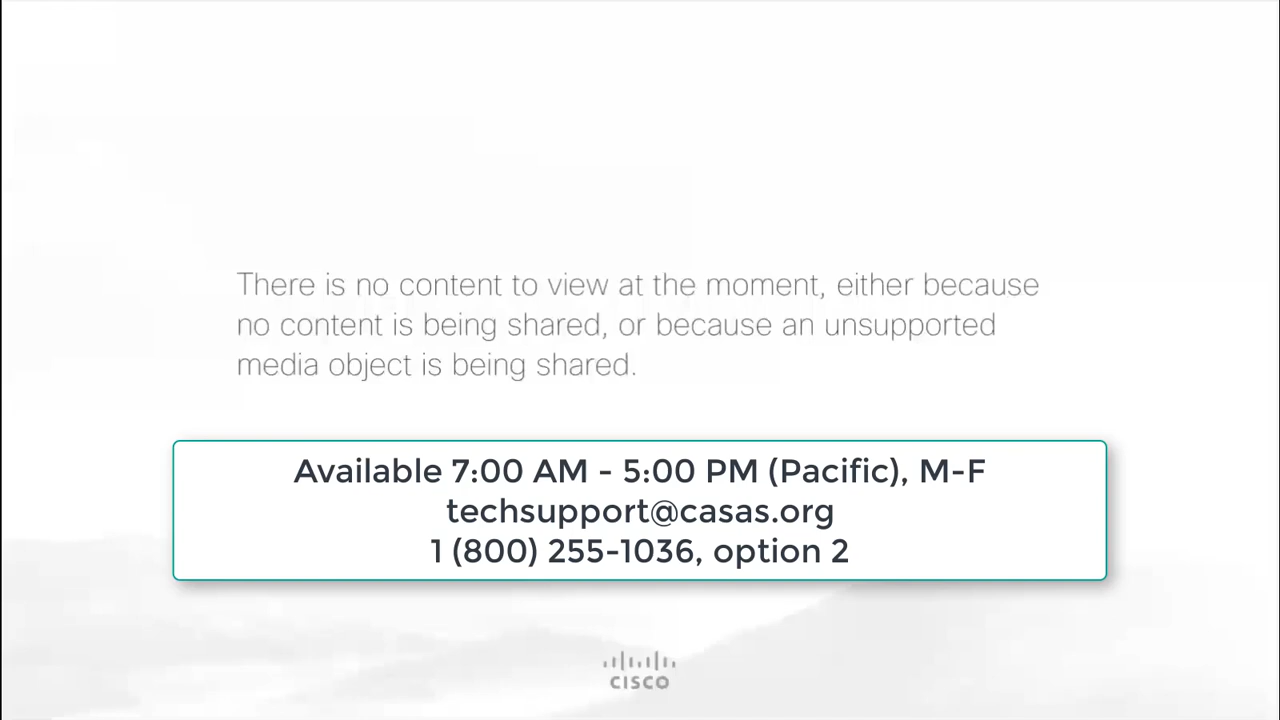 There is no content to view at the moment, either because
no content is being shared, or because an unsupported
media object is being shared.
Available 7:00 AM - 5:00 PM (Pacific), M-F
techsupport@casas.org
1 (800) 255-1036, option 2
CISCO